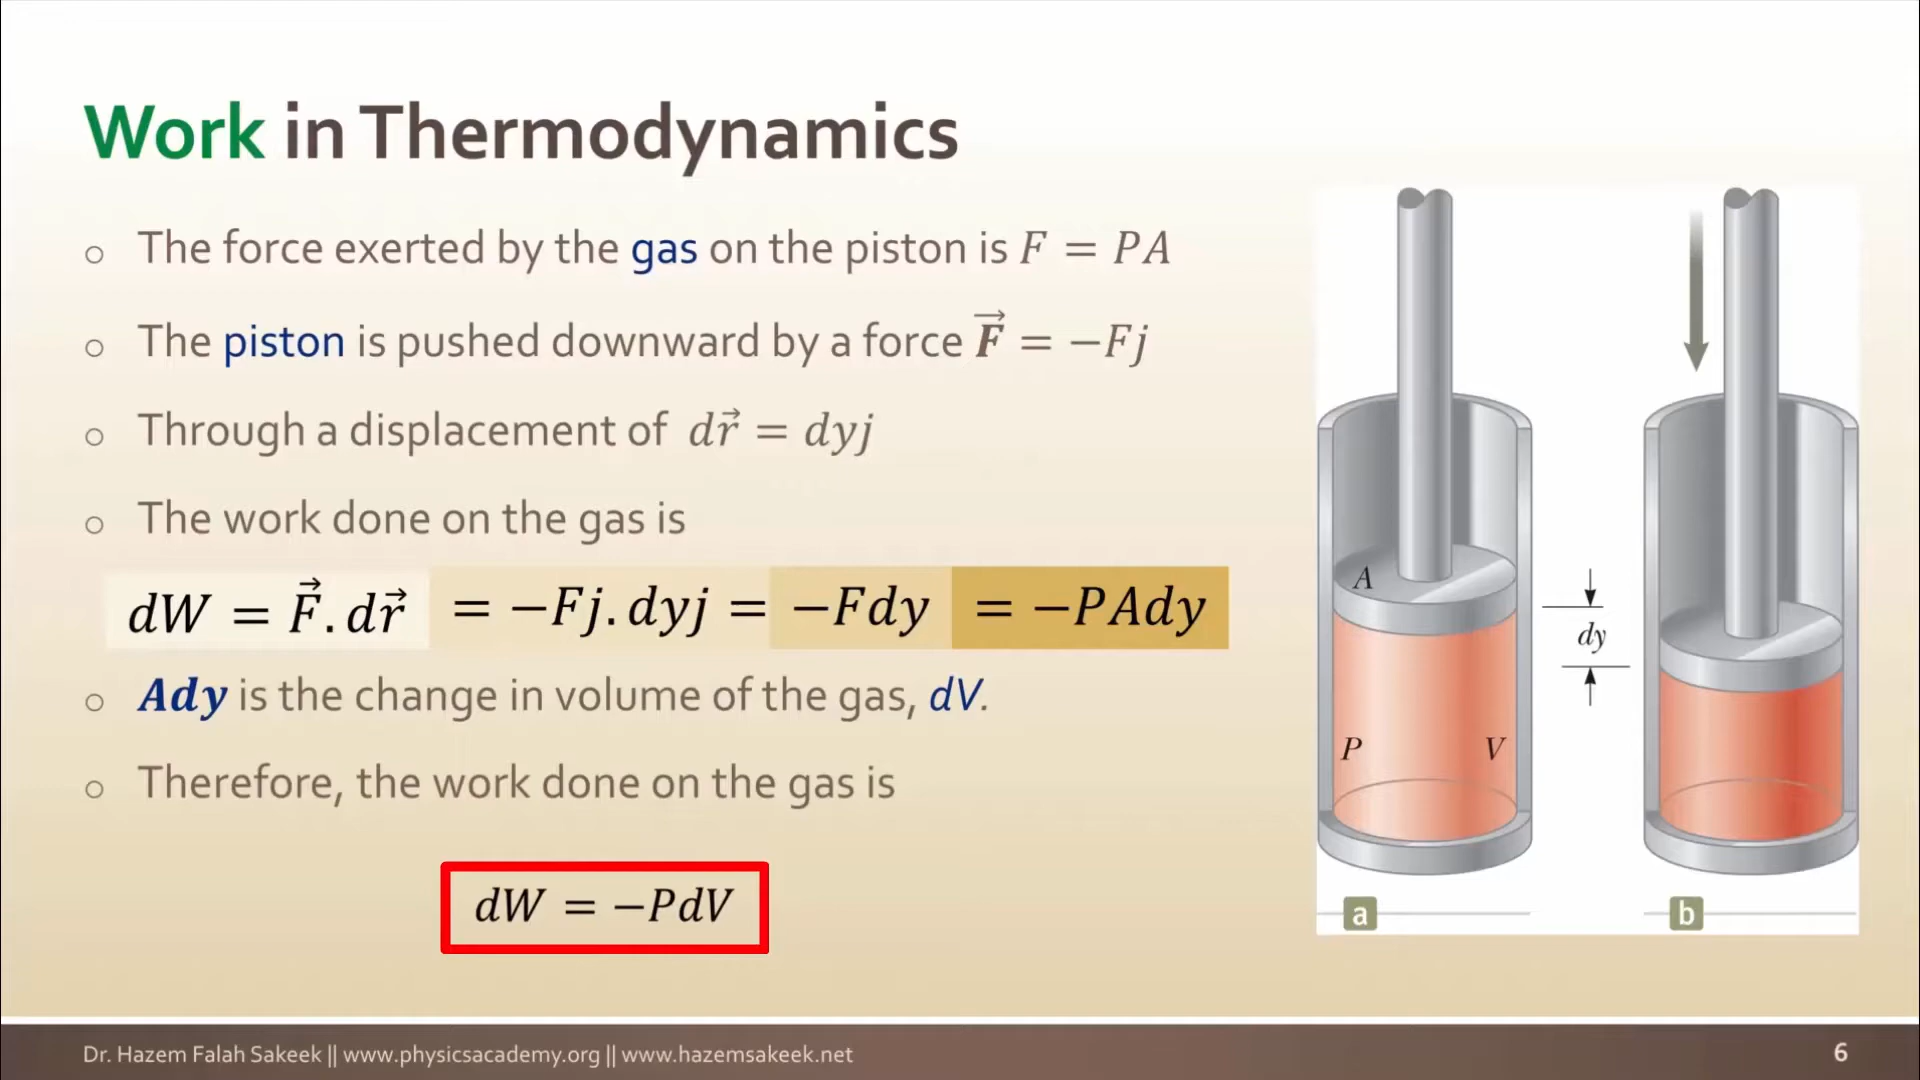 Work in Thermodynamics
○ The force exerted by the gas on the piston is F = PA
○ The piston is pushed downward by a force F⃗ = −Fj
○ Through a displacement of dr⃗ = dyj
○ The work done on the gas is
dW = F⃗.dr⃗ = −Fj.dyj = −Fdy = −PAdy
○ Ady is the change in volume of the gas, dV.
○ Therefore, the work done on the gas is
dW = −PdV
A
dy
P V
a b
Dr. Hazem Falah Sakeek || www.physicsacademy.org || www.hazemsakeek.net
6